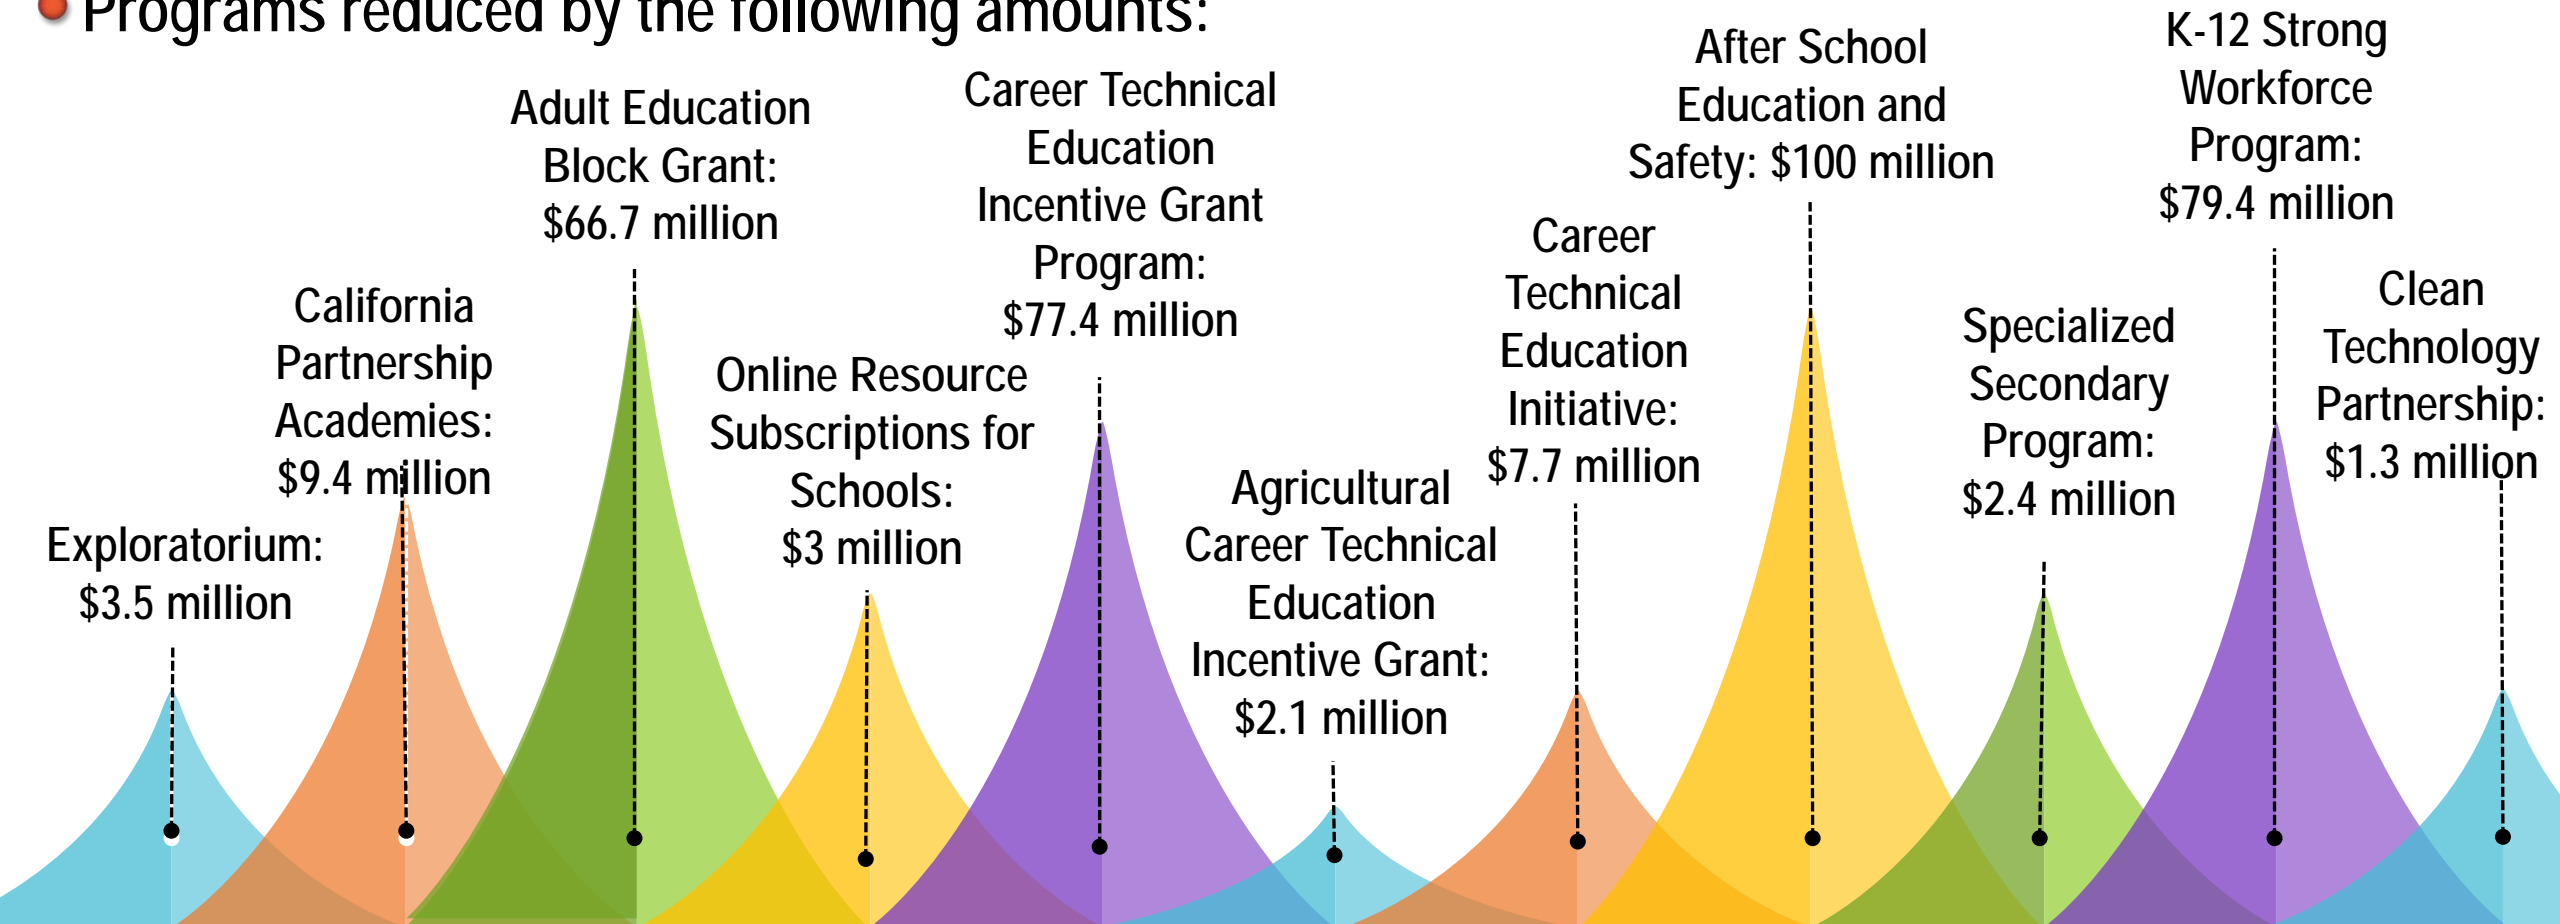 Programs reduced by the following amounts:
Exploratorium:
$3.5 million
California
Partnership
Academies:
$9.4 million
Adult Education
Block Grant:
$66.7 million
Online Resource
Subscriptions for
Schools:
$3 million
Career Technical
Education
Incentive Grant
Program:
$77.4 million
Agricultural
Career Technical
Education
Incentive Grant:
$2.1 million
Career
Technical
Education
Initiative:
$7.7 million
After School
Education and
Safety: $100 million
Specialized
Secondary
Program:
$2.4 million
K-12 Strong
Workforce
Program:
$79.4 million
Clean
Technology
Partnership:
$1.3 million